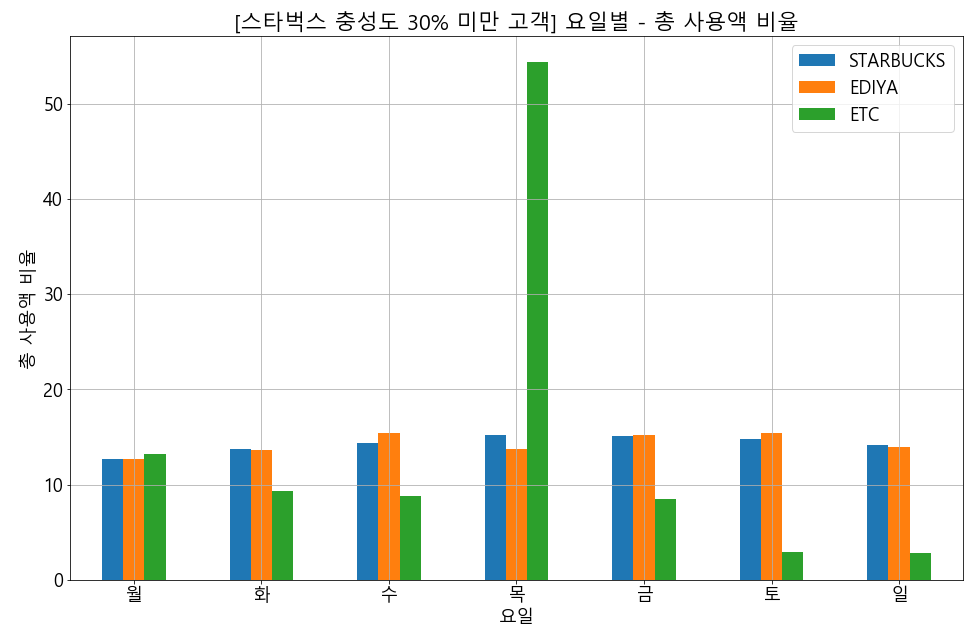 [스타벅스 충성도 30% 미만 고객] 요일별 - 총 사용액 비율
STARBUCKS
EDIYA
ETC
총 사용액 비율
50
40
30
20
10
0
월 화 수 목 금 토 일
요일